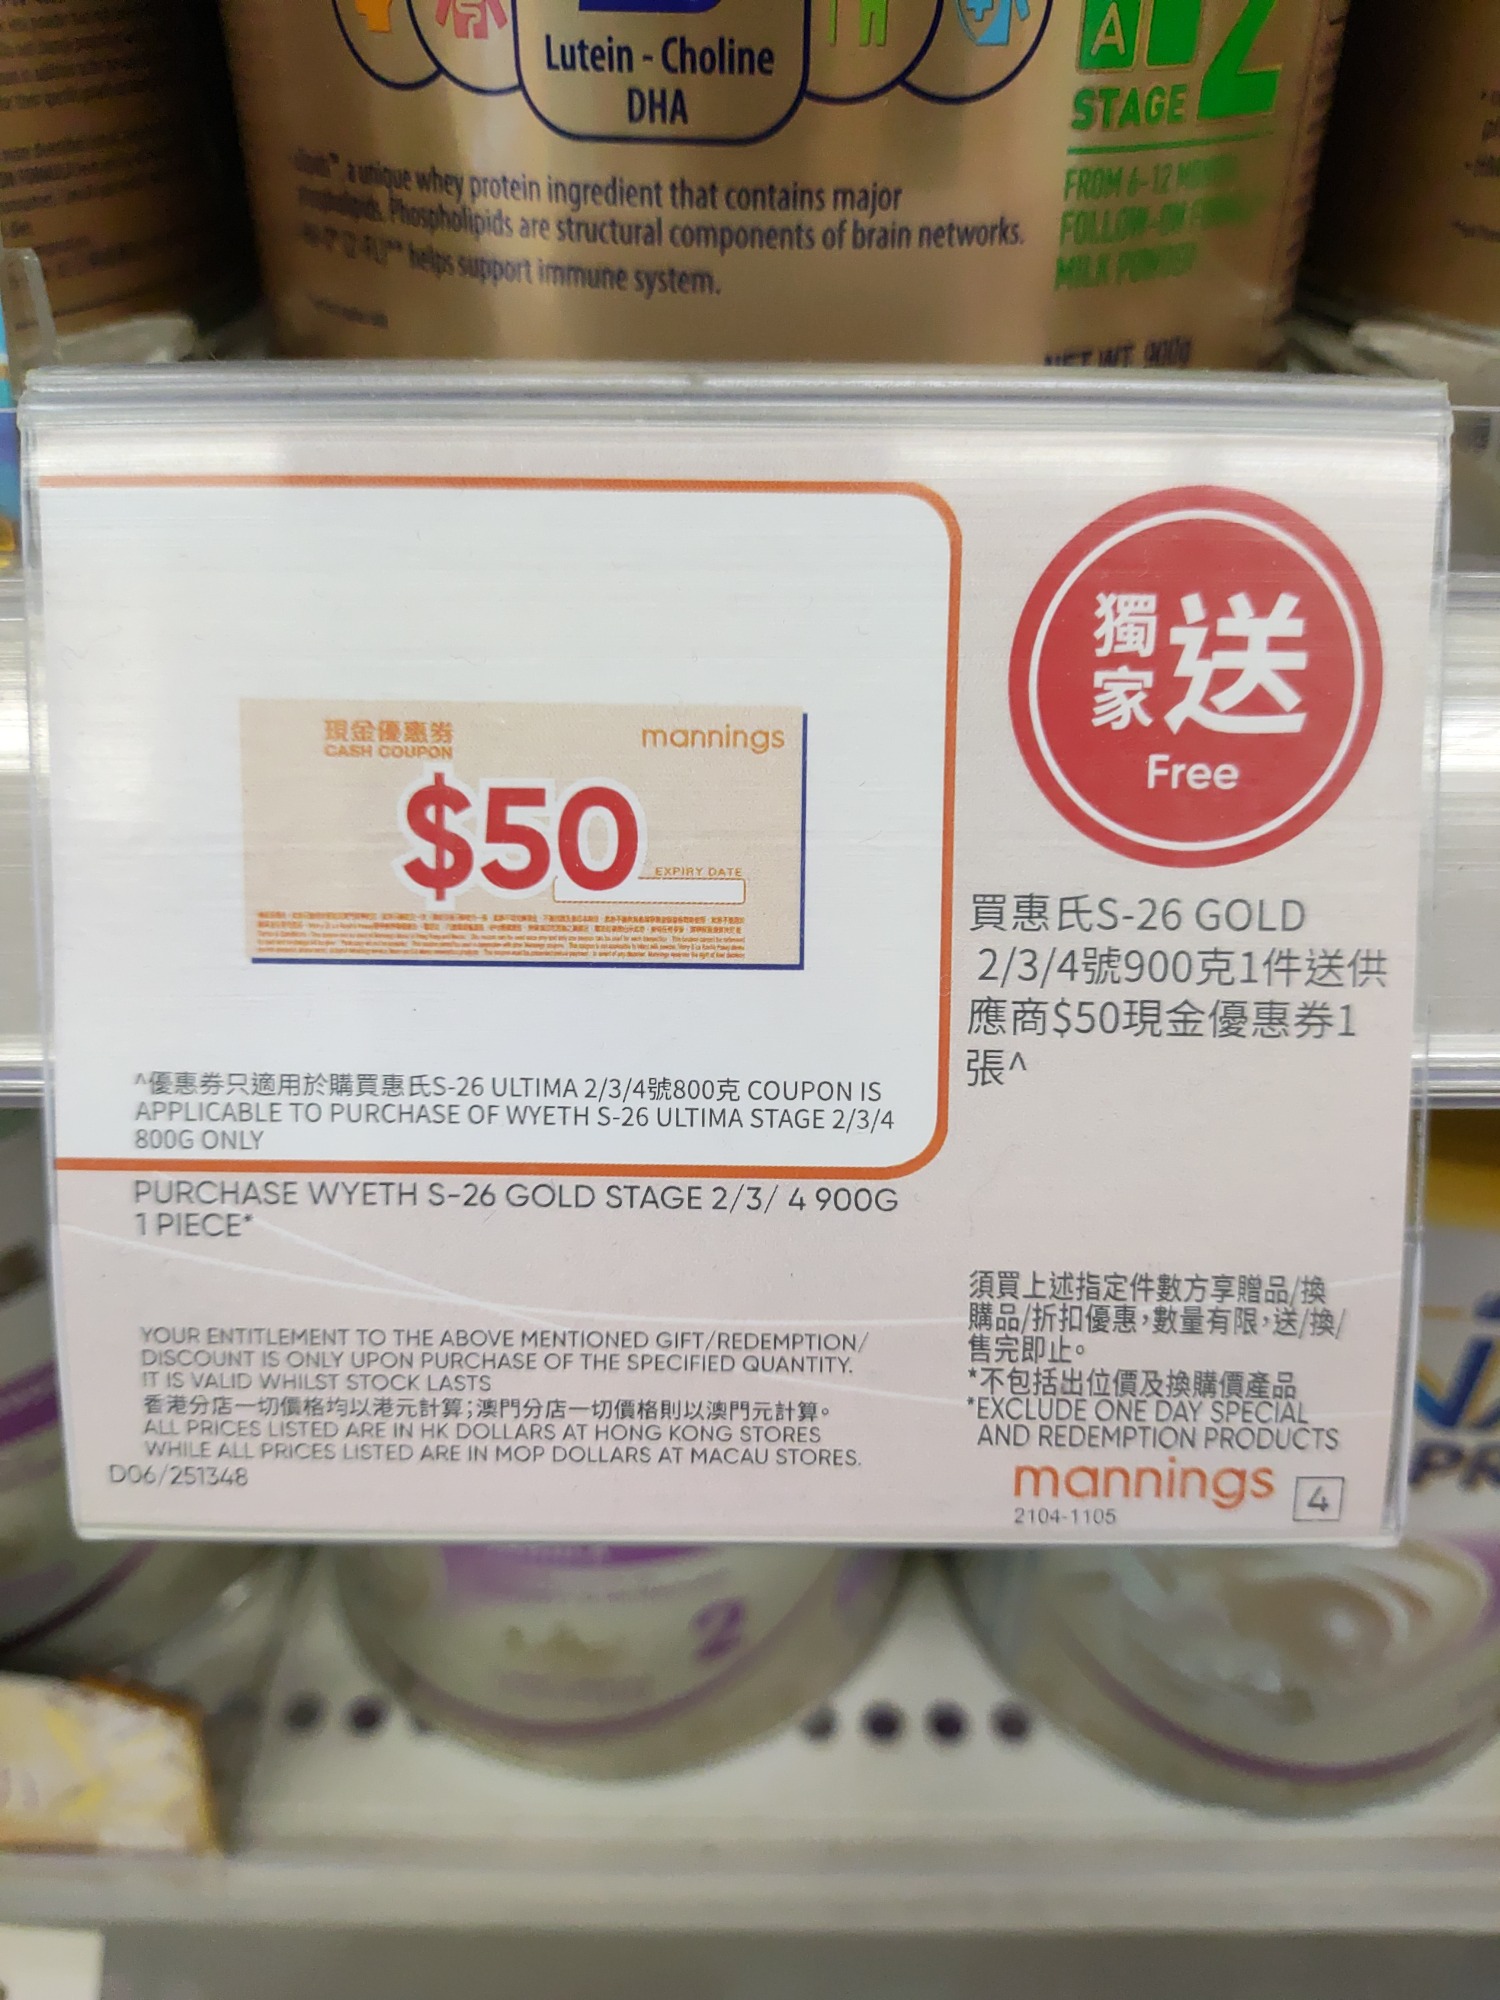 Lutein - Choline
DHA
A
2
STAGE
a unique whey protein ingredient that contains major
Phospholipids are structural components of brain networks.
helps support immune system.
FROM 6-12
FOLLOW-ON
MILK POWDER
NET WT. 900g
現金優惠券
CASH COUPON
mannings
$50
EXPIRY DATE
獨家送
Free
買惠氏S-26 GOLD
2/3/4號900克1件送供
應商$50現金優惠券1
張^
^優惠券只適用於購買惠氏S-26 ULTIMA 2/3/4號800克 COUPON IS
APPLICABLE TO PURCHASE OF WYETH S-26 ULTIMA STAGE 2/3/4
800G ONLY
PURCHASE WYETH S-26 GOLD STAGE 2/3/ 4 900G
1 PIECE*
YOUR ENTITLEMENT TO THE ABOVE MENTIONED GIFT/REDEMPTION/
DISCOUNT IS ONLY UPON PURCHASE OF THE SPECIFIED QUANTITY.
IT IS VALID WHILST STOCK LASTS
香港分店一切價格均以港元計算;澳門分店一切價格則以澳門元計算。
ALL PRICES LISTED ARE IN HK DOLLARS AT HONG KONG STORES
WHILE ALL PRICES LISTED ARE IN MOP DOLLARS AT MACAU STORES.
D06/251348
須買上述指定件數方享贈品/換
購品/折扣優惠,數量有限,送/換/
售完即止。
*不包括出位價及換購價產品
*EXCLUDE ONE DAY SPECIAL
AND REDEMPTION PRODUCTS
mannings
4
2104-1105
2